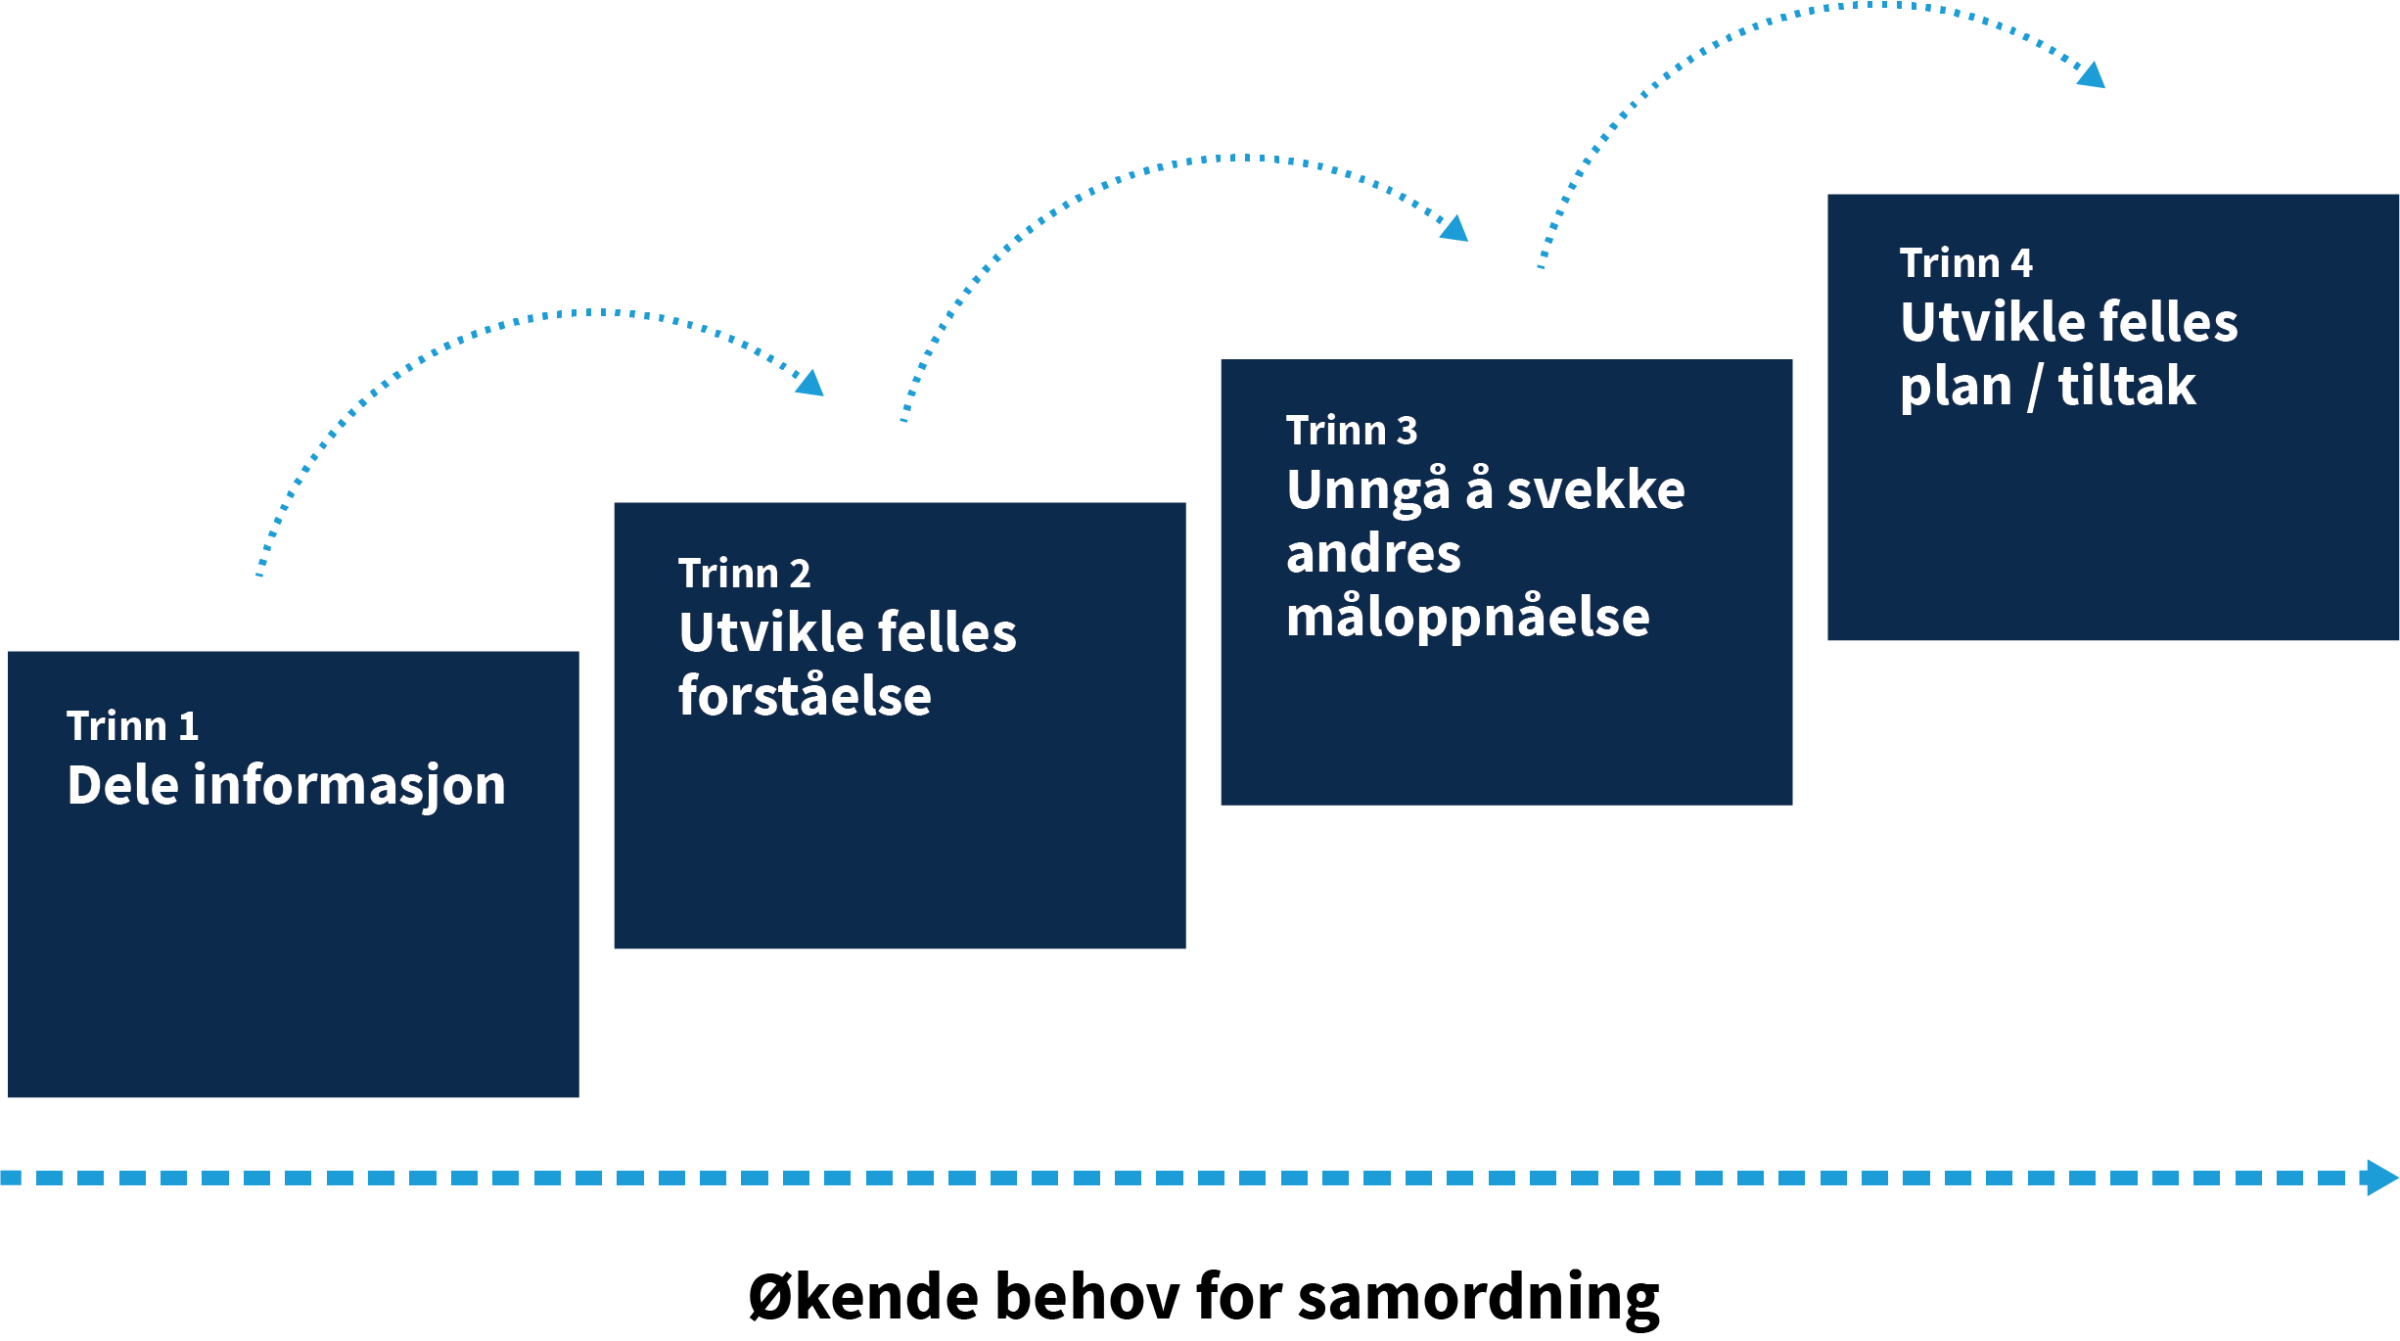 Trinn 1
Dele informasjon
Trinn 2
Utvikle felles
forståelse
Trinn 3
Unngå å svekke
andres
måloppnåelse
Trinn 4
Utvikle felles
plan / tiltak
Økende behov for samordning